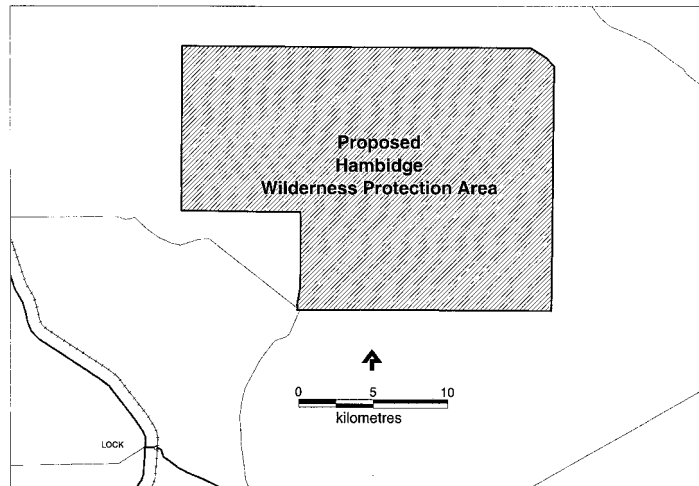 Proposed
Hambidge
Wilderness Protection Area
0 5 10
kilometres
LOCK